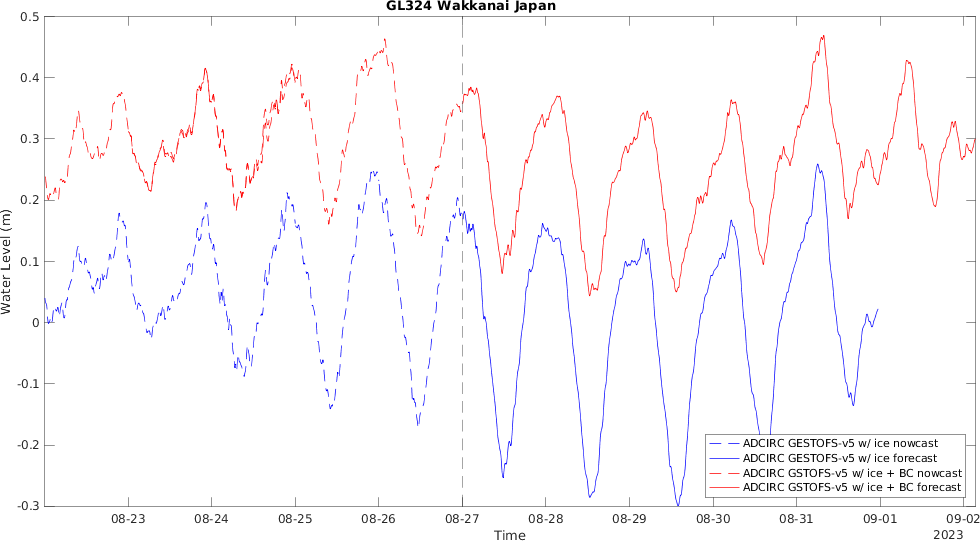 GL324 Wakkanai Japan
Water Level (m)
0.5
0.4
0.3
0.2
0.1
0
-0.1
-0.2
-0.3
ADCIRC GESTOFS-v5 w/ ice nowcast
ADCIRC GESTOFS-v5 w/ ice forecast
ADCIRC GSTOFS-v5 w/ ice + BC nowcast
ADCIRC GSTOFS-v5 w/ ice + BC forecast
08-23 08-24 08-25 08-26 08-27 08-28 08-29 08-30 08-31 09-01 09-02
Time
2023